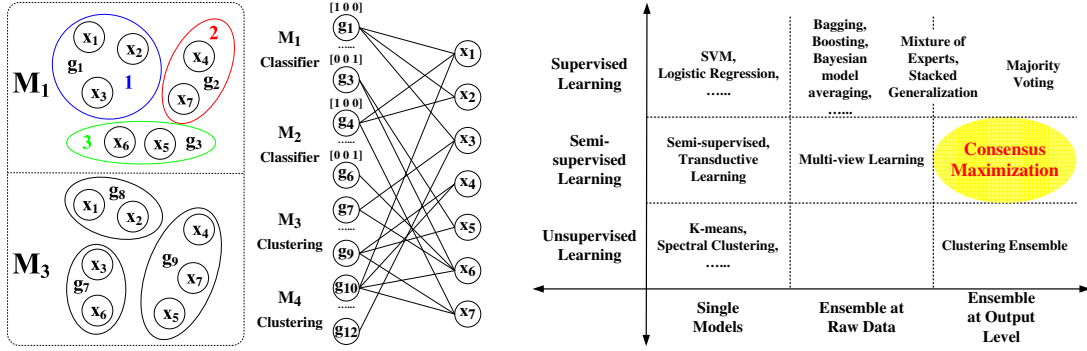 M1
x1
x2
g1
1
x3
2
x4
g2
x7
3
x6
x5
g3
M3
x1
g8
x2
x4
x3
g9
g7
x7
x6
x5
M1
Classifier
M2
Classifier
M3
Clustering
M4
Clustering
[1 0 0]
g1
......
[0 0 1]
g3
[1 0 0]
g4
......
[0 0 1]
g6
g7
......
g9
g10
......
g12
x1
x2
x3
x4
x5
x6
x7
Supervised
Learning
SVM,
Logistic Regression,
……
Bagging,
Boosting,
Bayesian
model
averaging,
…...
Mixture of
Experts,
Stacked
Generalization
Majority
Voting
Semi-
supervised
Learning
Semi-supervised,
Transductive
Learning
Multi-view Learning
Consensus
Maximization
Unsupervised
Learning
K-means,
Spectral Clustering,
…...
Clustering Ensemble
Single
Models
Ensemble at
Raw Data
Ensemble
at Output
Level